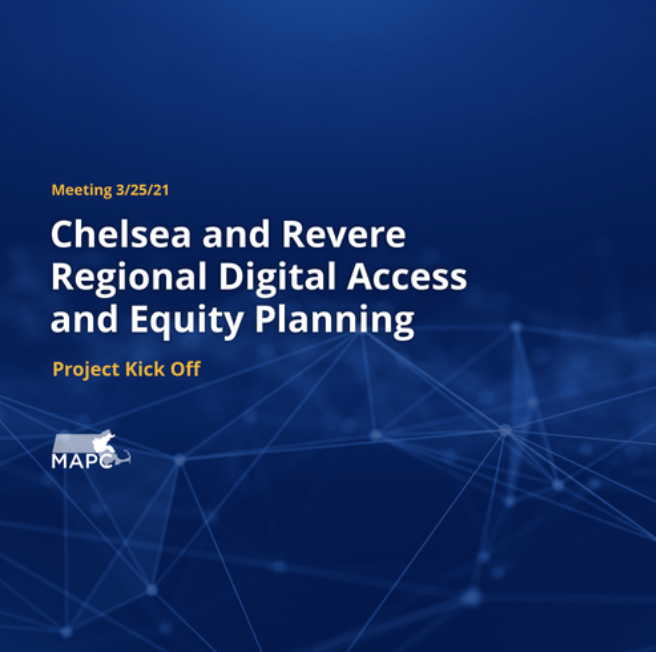 Meeting 3/25/21
Chelsea and Revere
Regional Digital Access
and Equity Planning
Project Kick Off
MAPC